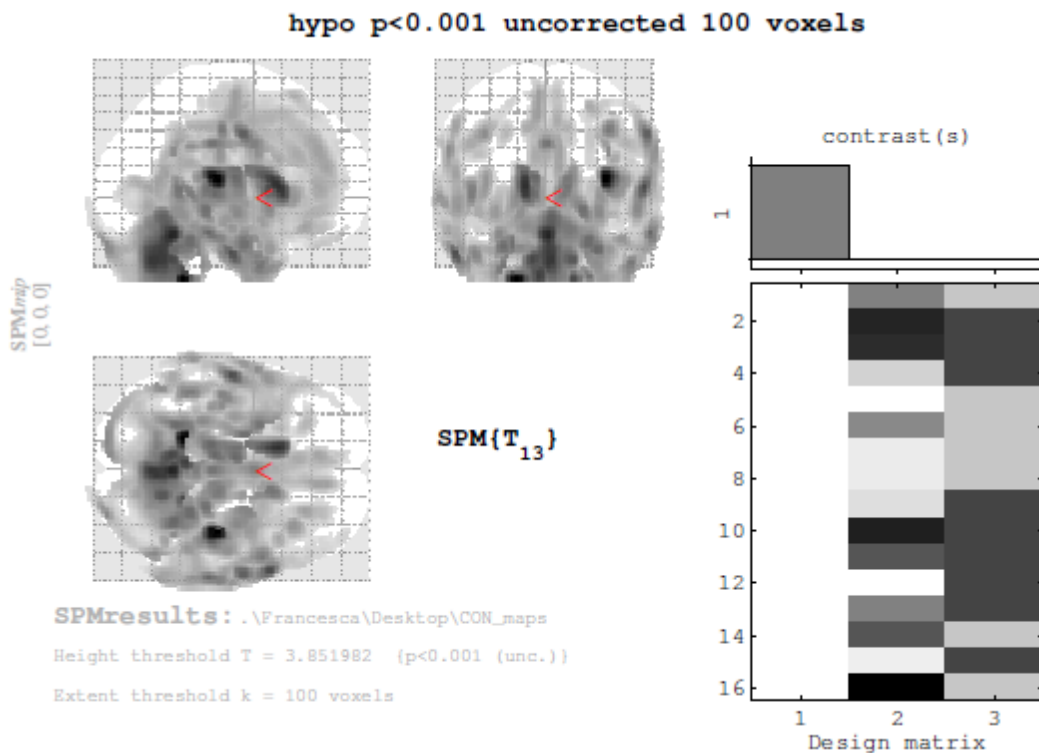 hypo p<0.001 uncorrected 100 voxels
contrast(s)
1
SPMmip
[0, 0, 0]
<
<
<
SPM{T13}
2
4
6
8
10
12
14
16
1 2 3
Design matrix
SPMresults: .\Francesca\Desktop\CON_maps
Height threshold T = 3.851982 {p<0.001 (unc.)}
Extent threshold k = 100 voxels